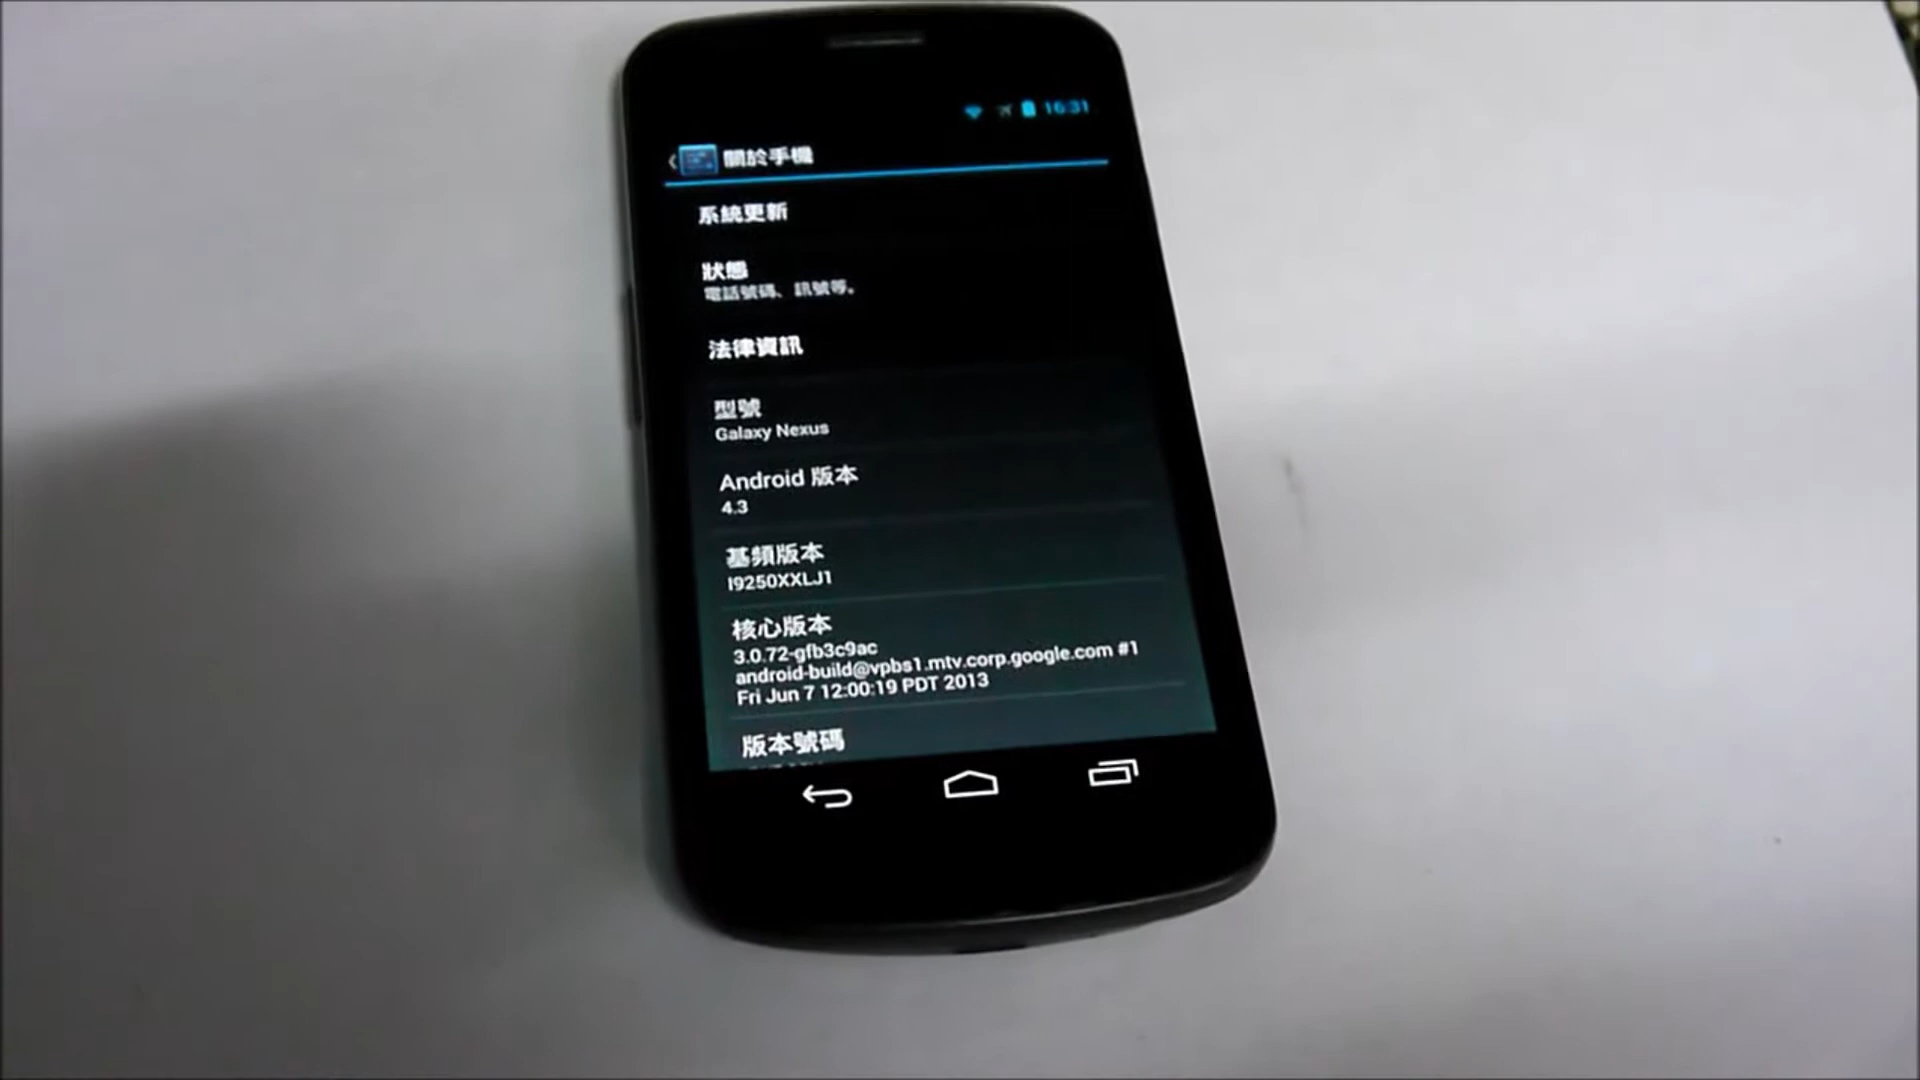 16:31
關於手機
系統更新
狀態
電話號碼、訊號等。
法律資訊
型號
Galaxy Nexus
Android 版本
4.3
基頻版本
I9250XXLJ1
核心版本
3.0.72-gfb3c9ac
android-build@vpbs1.mtv.corp.google.com #1
Fri Jun 7 12:00:19 PDT 2013
版本號碼